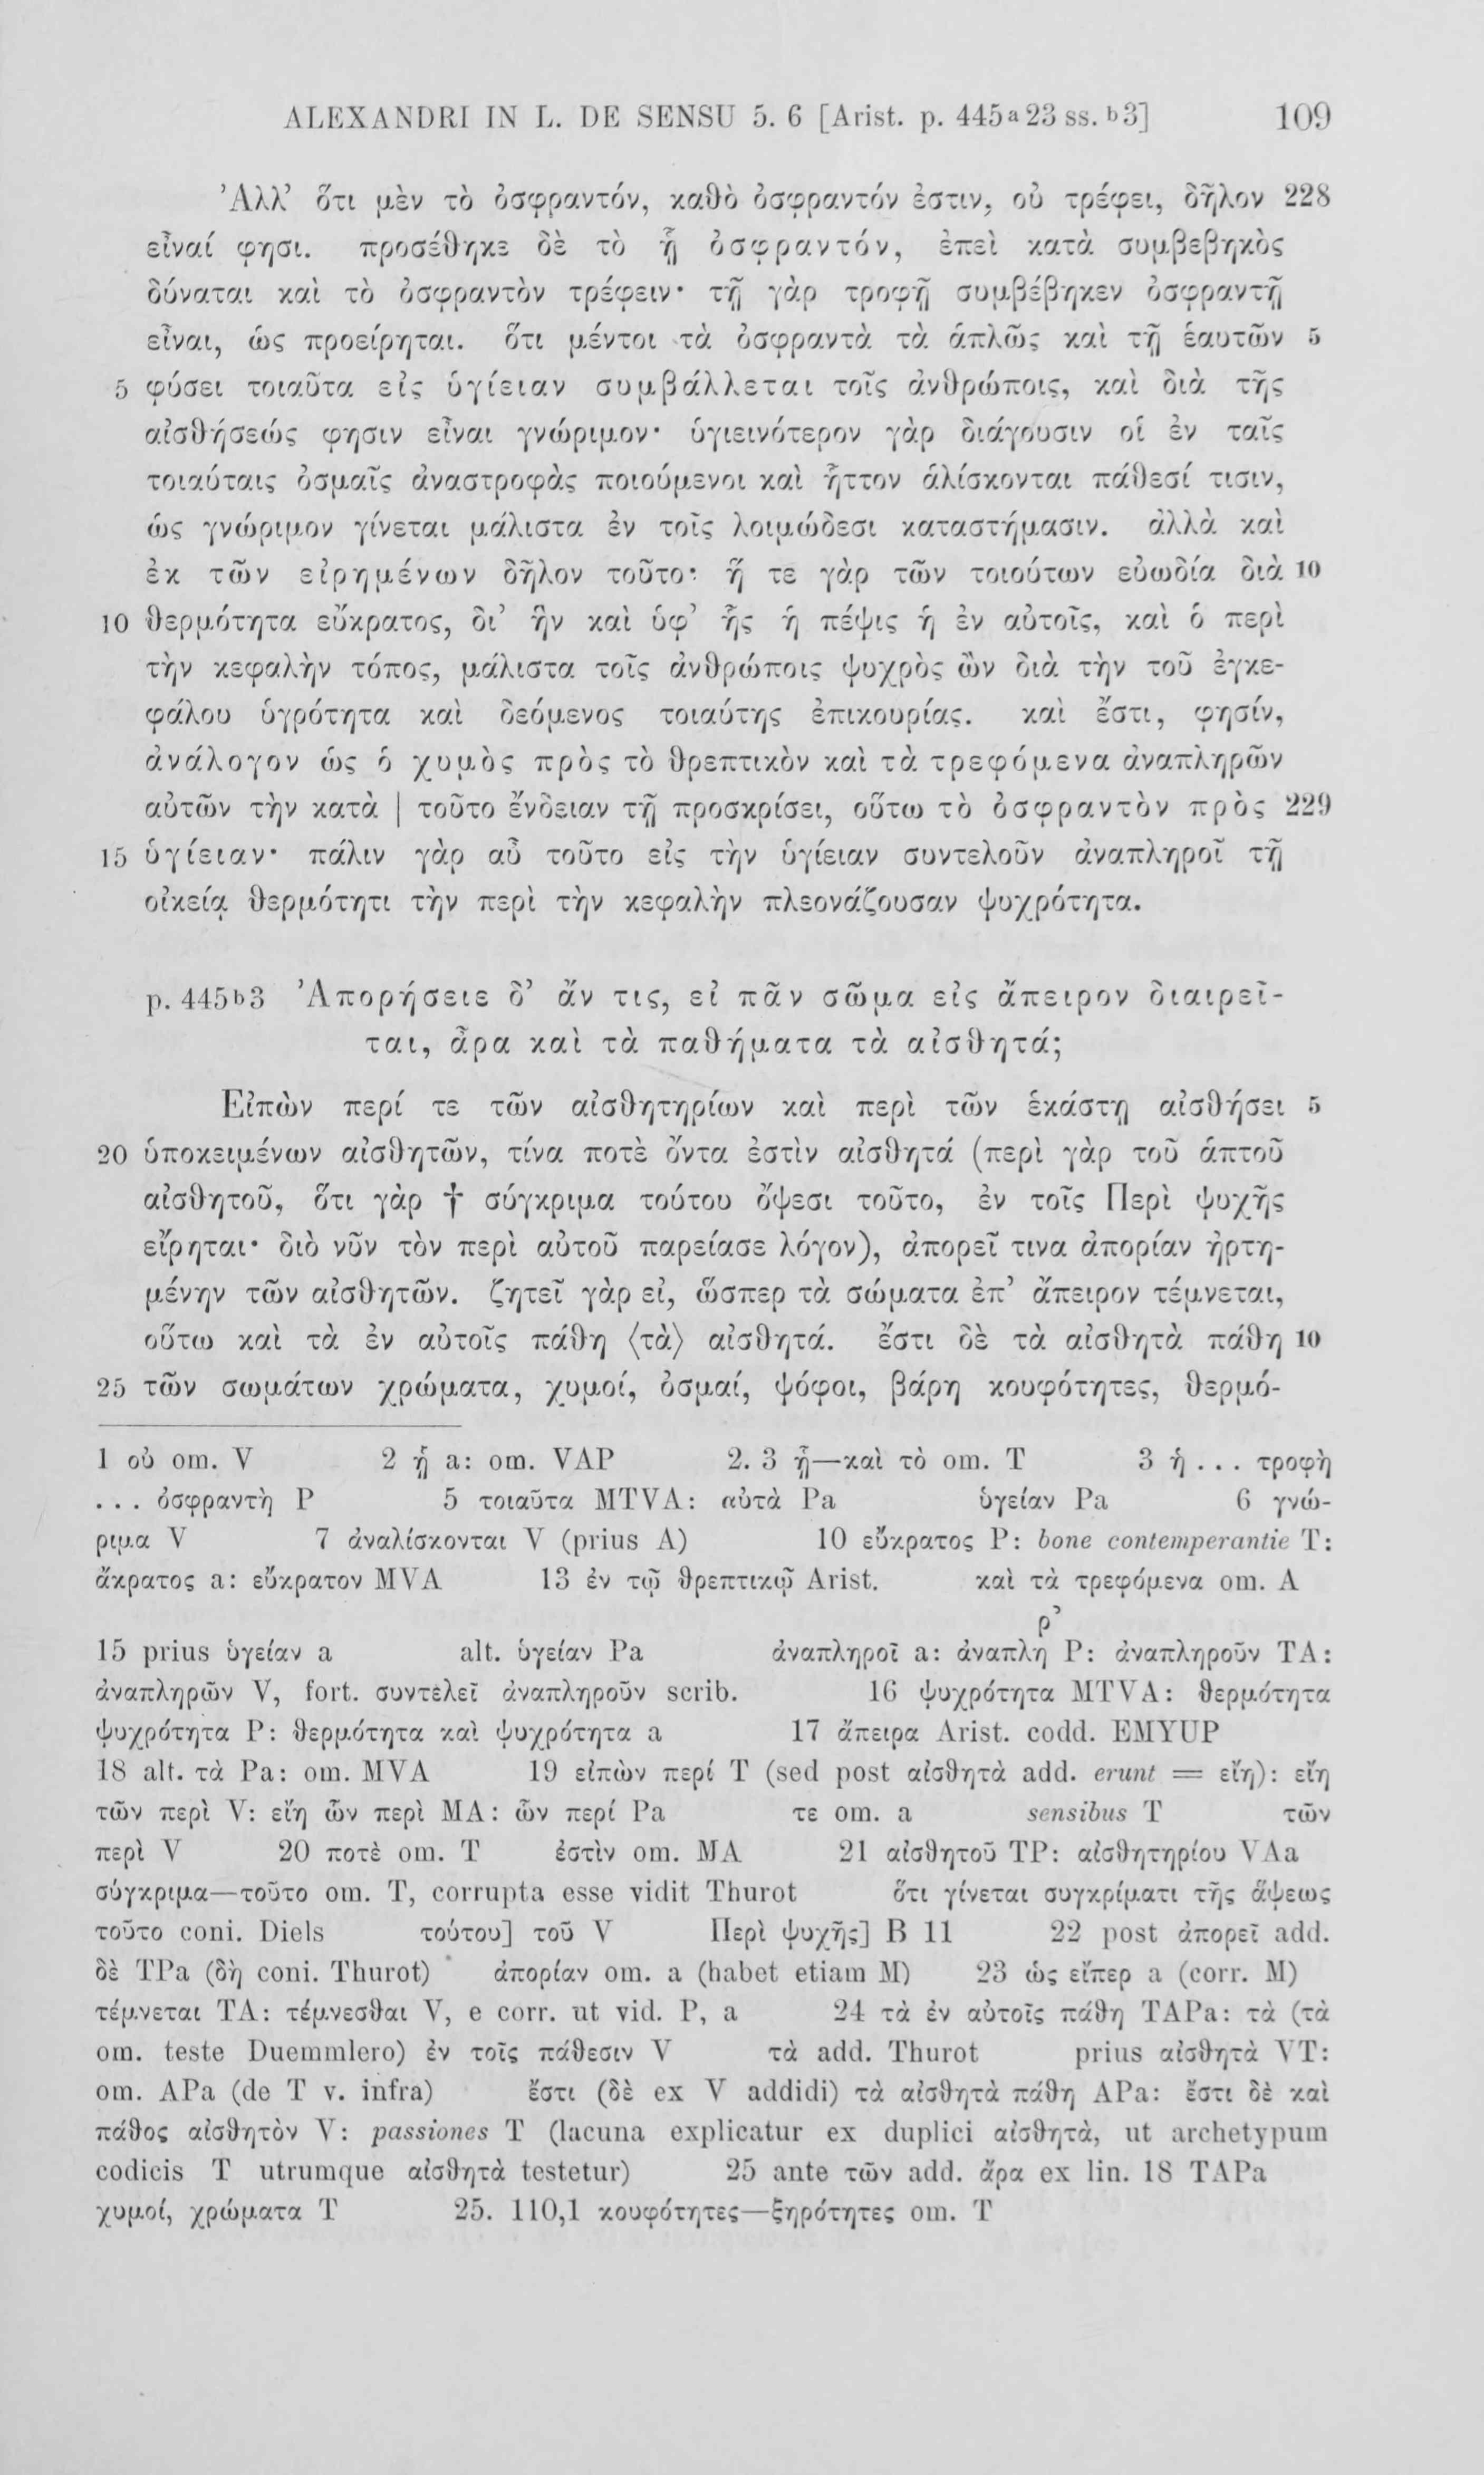 ALEXANDRI IN L. DE SENSU 5. 6 [Arist. p. 445a23 ss. b3] 109
Ἀλλ’ ὅτι μὲν τὸ ὀσφραντόν, καθὸ ὀσφραντόν ἐστιν, οὐ τρέφει, δῆλον 228
εἶναί φησι. προσέθηκε δὲ τὸ ᾗ ὀσφραντόν, ἐπεὶ κατὰ συμβεβηκὸς
δύναται καὶ τὸ ὀσφραντὸν τρέφειν· τῇ γὰρ τροφῇ συμβέβηκεν ὀσφραντῇ
εἶναι, ὡς προείρηται. ὅτι μέντοι τὰ ὀσφραντὰ τὰ ἁπλῶς καὶ τῇ ἑαυτῶν 5
5 φύσει τοιαῦτα εἰς ὑγίειαν συμβάλλεται τοῖς ἀνθρώποις, καὶ διὰ τῆς
αἰσθήσεώς φησιν εἶναι γνώριμον· ὑγιεινότερον γὰρ διάγουσιν οἱ ἐν ταῖς
τοιαύταις ὀσμαῖς ἀναστροφὰς ποιούμενοι καὶ ἧττον ἁλίσκονται πάθεσί τισιν,
ὡς γνώριμον γίνεται μάλιστα ἐν τοῖς λοιμώδεσι καταστήμασιν. ἀλλὰ καὶ
ἐκ τῶν εἰρημένων δῆλον τοῦτο· ἥ τε γὰρ τῶν τοιούτων εὐωδία διὰ 10
10 θερμότητα εὔκρατος, δι’ ἣν καὶ ὑφ’ ἧς ἡ πέψις ἡ ἐν αὐτοῖς, καὶ ὁ περὶ
τὴν κεφαλὴν τόπος, μάλιστα τοῖς ἀνθρώποις ψυχρὸς ὢν διὰ τὴν τοῦ ἐγκε-
φάλου ὑγρότητα καὶ δεόμενος τοιαύτης ἐπικουρίας. καὶ ἔστι, φησίν,
ἀνάλογον ὡς ὁ χυμὸς πρὸς τὸ θρεπτικὸν καὶ τὰ τρεφόμενα ἀναπληρῶν
αὐτῶν τὴν κατὰ | τοῦτο ἔνδειαν τῇ προσκρίσει, οὕτω τὸ ὀσφραντὸν πρὸς 229
15 ὑγίειαν· πάλιν γὰρ αὖ τοῦτο εἰς τὴν ὑγίειαν συντελοῦν ἀναπληροῖ τῇ
οἰκείᾳ θερμότητι τὴν περὶ τὴν κεφαλὴν πλεονάζουσαν ψυχρότητα.
p. 445b3 Ἀπορήσειε δ’ ἄν τις, εἰ πᾶν σῶμα εἰς ἄπειρον διαιρεῖ-
ται, ἆρα καὶ τὰ παθήματα τὰ αἰσθητά;
Εἰπὼν περί τε τῶν αἰσθητηρίων καὶ περὶ τῶν ἑκάστῃ αἰσθήσει 5
20 ὑποκειμένων αἰσθητῶν, τίνα ποτὲ ὄντα ἐστὶν αἰσθητά (περὶ γὰρ τοῦ ἁπτοῦ
αἰσθητοῦ, ὅτι γὰρ † σύγκριμα τούτου ὄψεσι τοῦτο, ἐν τοῖς Περὶ ψυχῆς
εἴρηται· διὸ νῦν τὸν περὶ αὐτοῦ παρείασε λόγον), ἀπορεῖ τινα ἀπορίαν ἠρτη-
μένην τῶν αἰσθητῶν. ζητεῖ γὰρ εἰ, ὥσπερ τὰ σώματα ἐπ’ ἄπειρον τέμνεται,
οὕτω καὶ τὰ ἐν αὐτοῖς πάθη ⟨τὰ⟩ αἰσθητά. ἔστι δὲ τὰ αἰσθητὰ πάθη 10
25 τῶν σωμάτων χρώματα, χυμοί, ὀσμαί, ψόφοι, βάρη κουφότητες, θερμό-
1 οὐ om. V 2 ᾗ a: om. VAP 2. 3 ᾗ—καὶ τὸ om. T 3 ἡ . . . τροφὴ
. . . ὀσφραντὴ P 5 τοιαῦτα MTVA: αὐτὰ Pa ὑγείαν Pa 6 γνώ-
ριμα V 7 ἀναλίσκονται V (prius A) 10 εὔκρατος P: bone contemperantie T:
ἄκρατος a: εὔκρατον MVA 13 ἐν τῷ θρεπτικῷ Arist. καὶ τὰ τρεφόμενα om. A
15 prius ὑγείαν a alt. ὑγείαν Pa ἀναπληροῖ a: ἀναπληρ’ P: ἀναπληροῦν TA:
ἀναπληρῶν V, fort. συντελεῖ ἀναπληροῦν scrib. 16 ψυχρότητα MTVA: θερμότητα
ψυχρότητα P: θερμότητα καὶ ψυχρότητα a 17 ἄπειρα Arist. codd. EMYUP
18 alt. τὰ Pa: om. MVA 19 εἰπὼν περί T (sed post αἰσθητὰ add. erunt = εἴη): εἴη
τῶν περὶ V: εἴη ὧν περὶ MA: ὧν περί Pa τε om. a sensibus T τῶν
περὶ V 20 ποτὲ om. T ἐστὶν om. MA 21 αἰσθητοῦ TP: αἰσθητηρίου VAa
σύγκριμα—τοῦτο om. T, corrupta esse vidit Thurot ὅτι γίνεται συγκρίματι τῆς ἅψεως
τοῦτο coni. Diels τούτου] τοῦ V Περὶ ψυχῆς] B 11 22 post ἀπορεῖ add.
δὲ TPa (δὴ coni. Thurot) ἀπορίαν om. a (habet etiam M) 23 ὡς εἴπερ a (corr. M)
τέμνεται TA: τέμνεσθαι V, e corr. ut vid. P, a 24 τὰ ἐν αὐτοῖς πάθη TAPa: τὰ (τὰ
om. teste Duemmlero) ἐν τοῖς πάθεσιν V τὰ add. Thurot prius αἰσθητὰ VT:
om. APa (de T v. infra) ἔστι (δὲ ex V addidi) τὰ αἰσθητὰ πάθη APa: ἔστι δὲ καὶ
πάθος αἰσθητὸν V: passiones T (lacuna explicatur ex duplici αἰσθητὰ, ut archetypum
codicis T utrumque αἰσθητὰ testetur) 25 ante τῶν add. ἄρα ex lin. 18 TAPa
χυμοί, χρώματα T 25. 110,1 κουφότητες—ξηρότητες om. T